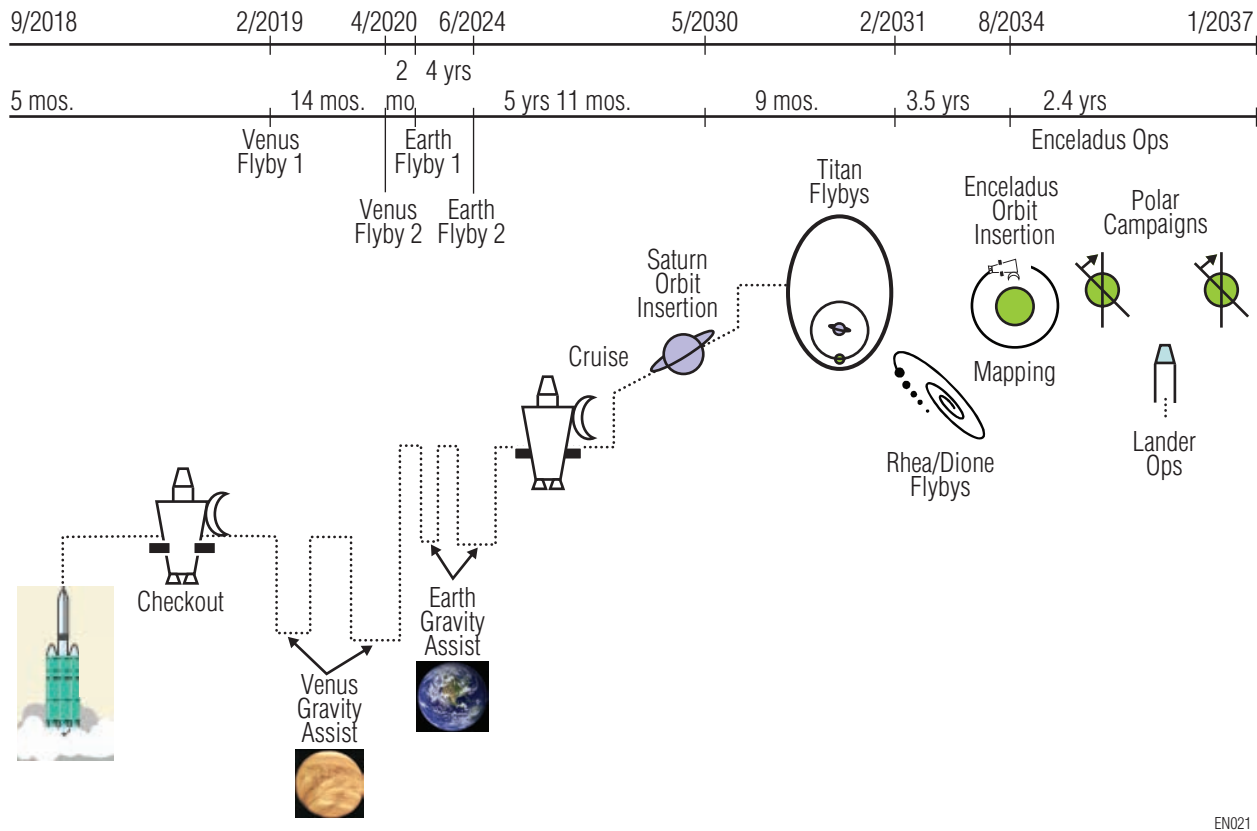 9/2018 2/2019 4/2020 6/2024 5/2030 2/2031 8/2034 1/2037
2 4 yrs
5 mos. 14 mos. mo 5 yrs 11 mos. 9 mos. 3.5 yrs 2.4 yrs
Venus
Flyby 1
Earth
Flyby 1
Venus
Flyby 2
Earth
Flyby 2
Enceladus Ops
Titan
Flybys
Enceladus
Orbit
Insertion
Polar
Campaigns
Saturn
Orbit
Insertion
Cruise
Mapping
Rhea/Dione
Flybys
Lander
Ops
Checkout
Earth
Gravity
Assist
Venus
Gravity
Assist
EN021